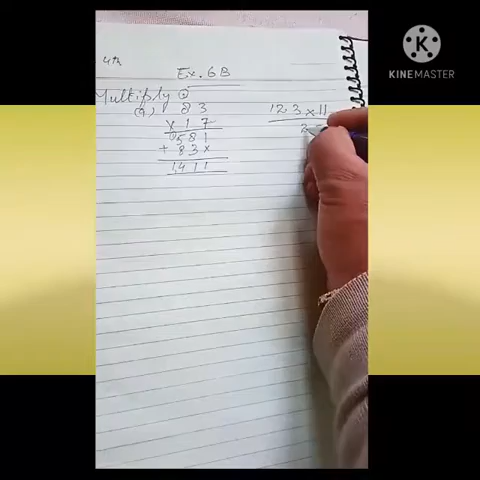 4th
Ex. 6B
Multiply :
(a) 83
x 17
581
+ 83x
1411
123 x 11
KINEMASTER